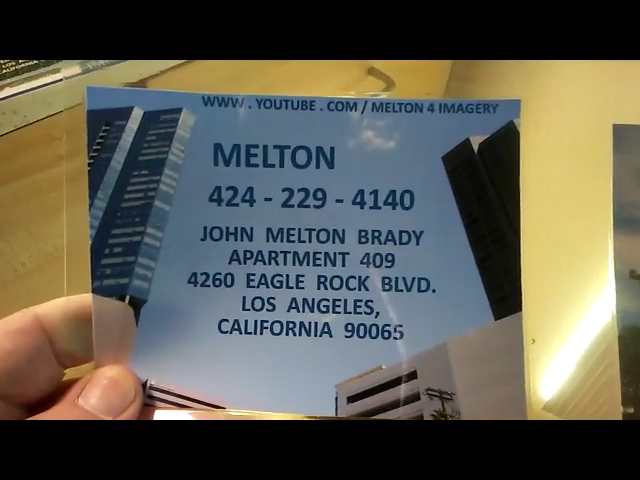 WWW . YOUTUBE . COM / MELTON 4 IMAGERY
MELTON
424 - 229 - 4140
JOHN MELTON BRADY
APARTMENT 409
4260 EAGLE ROCK BLVD.
LOS ANGELES,
CALIFORNIA 90065